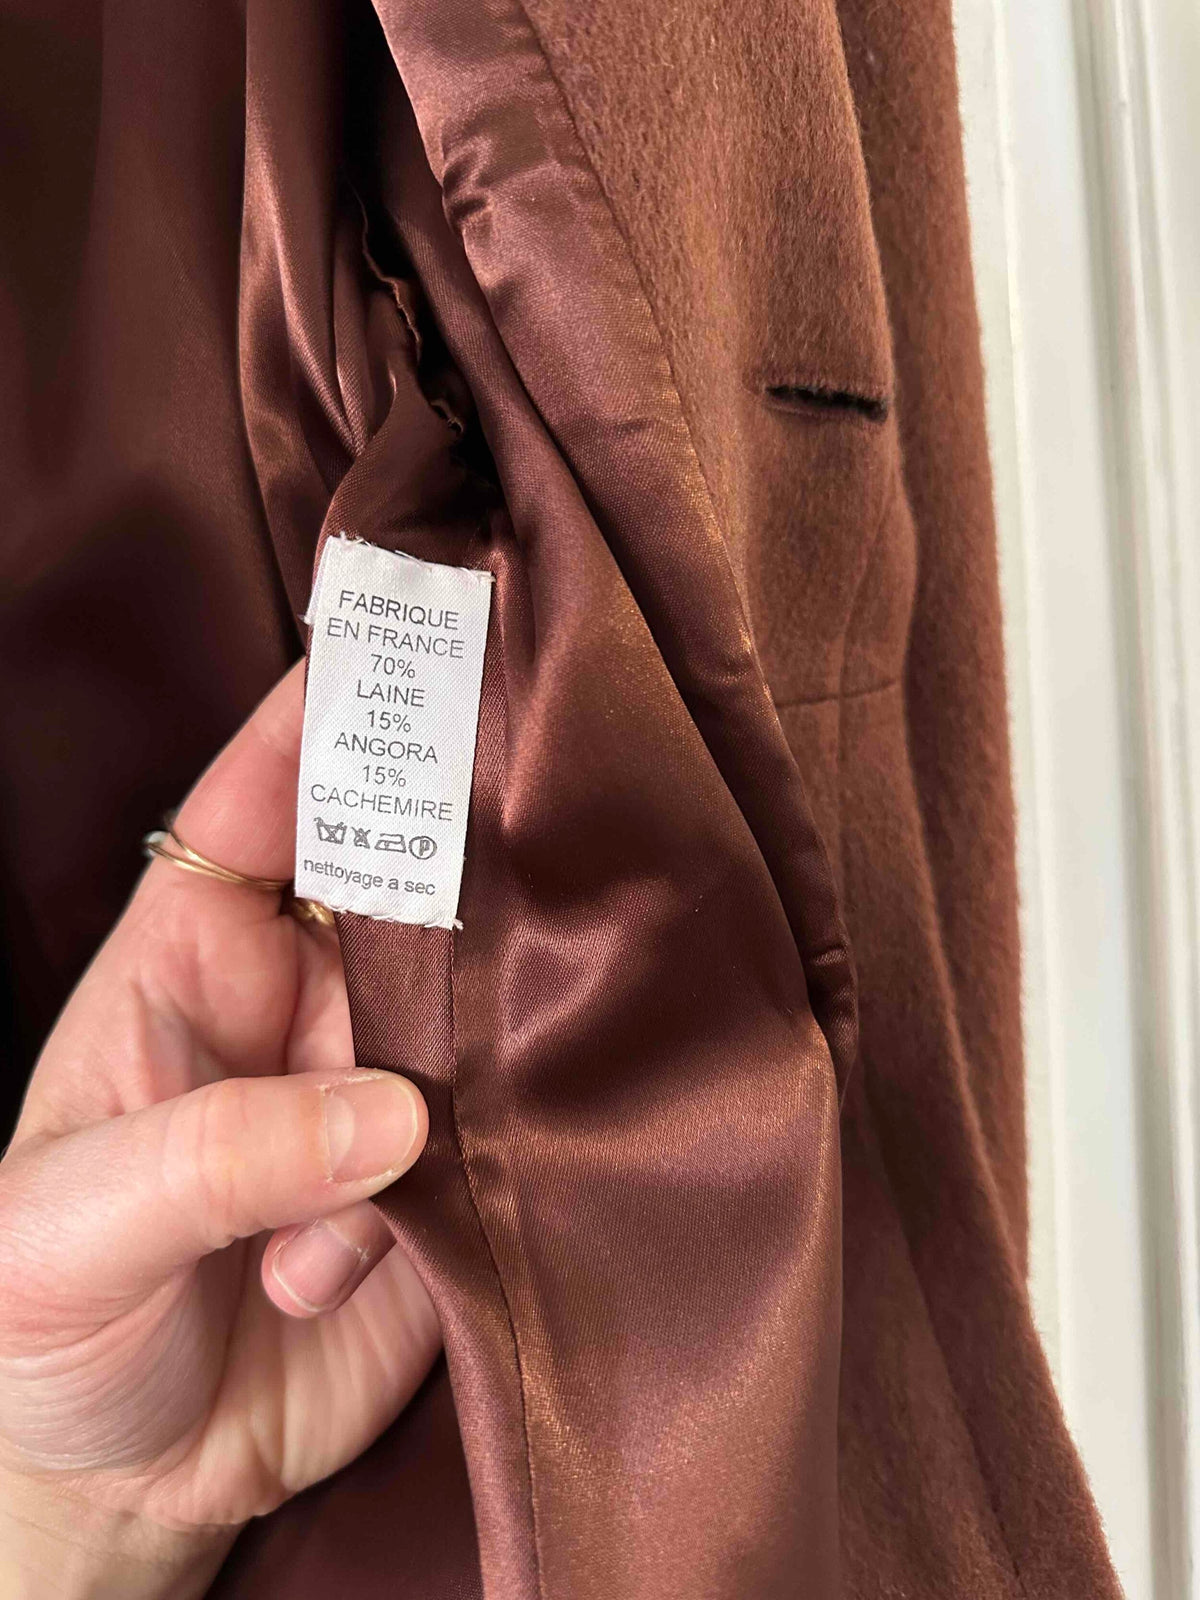 FABRIQUE
EN FRANCE
70%
LAINE
15%
ANGORA
15%
CACHEMIRE
P
nettoyage a sec